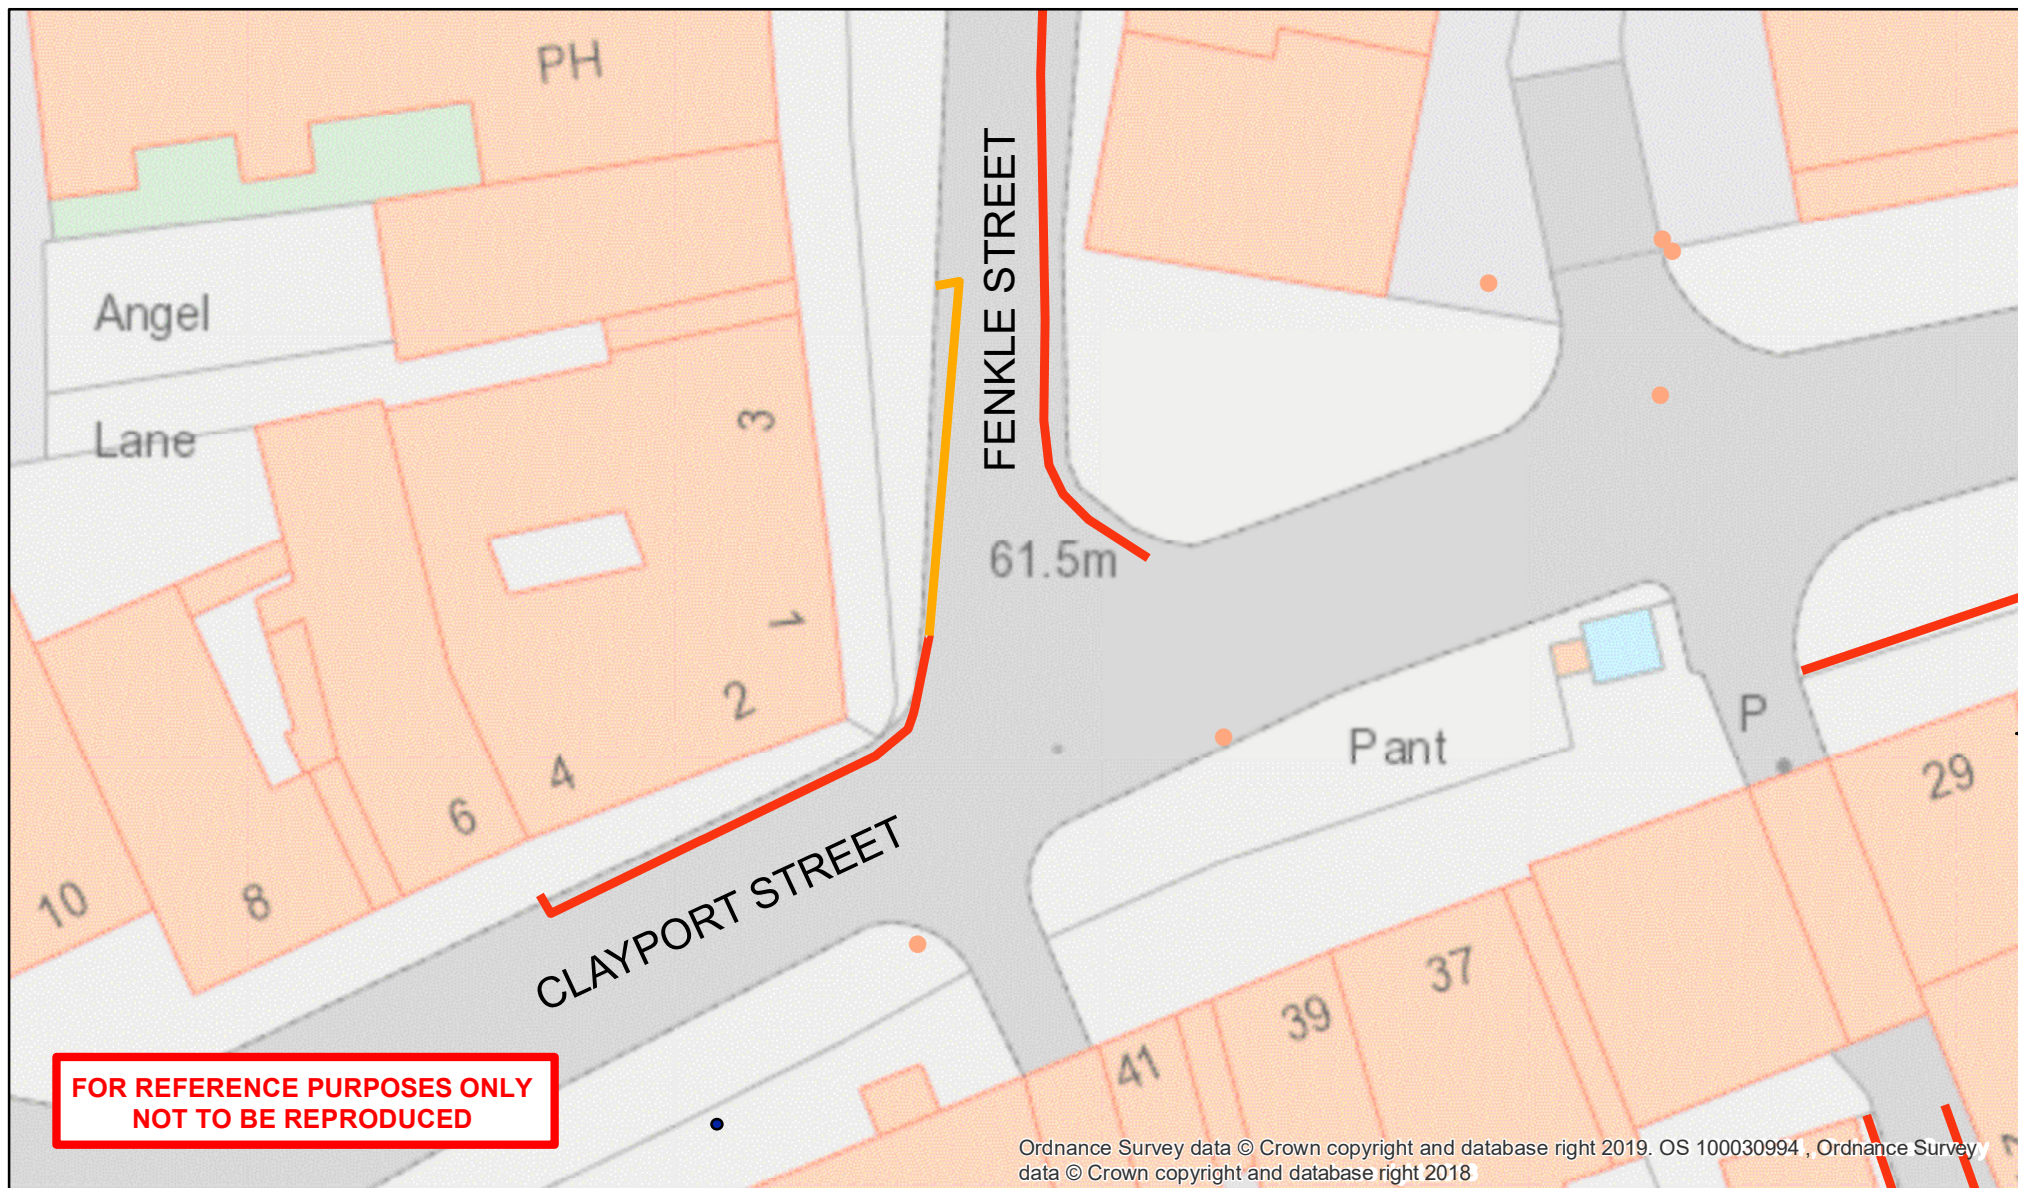 PH
Angel
Lane
3
FENKLE STREET
61.5m
1
2
4
6
8
10
Pant
P
29
CLAYPORT STREET
37
39
41
FOR REFERENCE PURPOSES ONLY
NOT TO BE REPRODUCED
Ordnance Survey data © Crown copyright and database right 2019. OS 100030994 , Ordnance Survey
data © Crown copyright and database right 2018